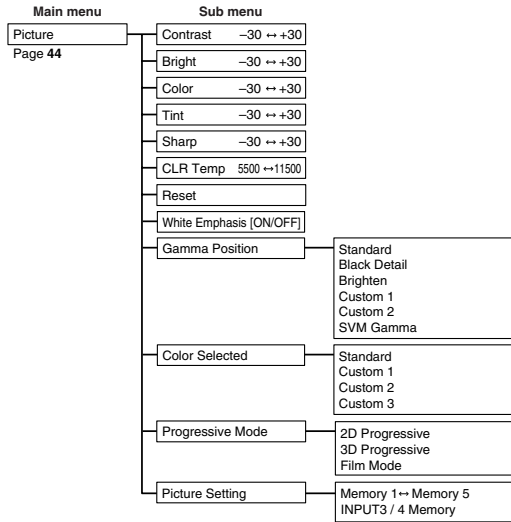 Main menu Sub menu
Picture
Page 44
Contrast –30 ↔ +30
Bright –30 ↔ +30
Color –30 ↔ +30
Tint –30 ↔ +30
Sharp –30 ↔ +30
CLR Temp 5500 ↔11500
Reset
White Emphasis [ON/OFF]
Gamma Position
Standard
Black Detail
Brighten
Custom 1
Custom 2
SVM Gamma
Color Selected
Standard
Custom 1
Custom 2
Custom 3
Progressive Mode
2D Progressive
3D Progressive
Film Mode
Picture Setting
Memory 1↔ Memory 5
INPUT3 / 4 Memory